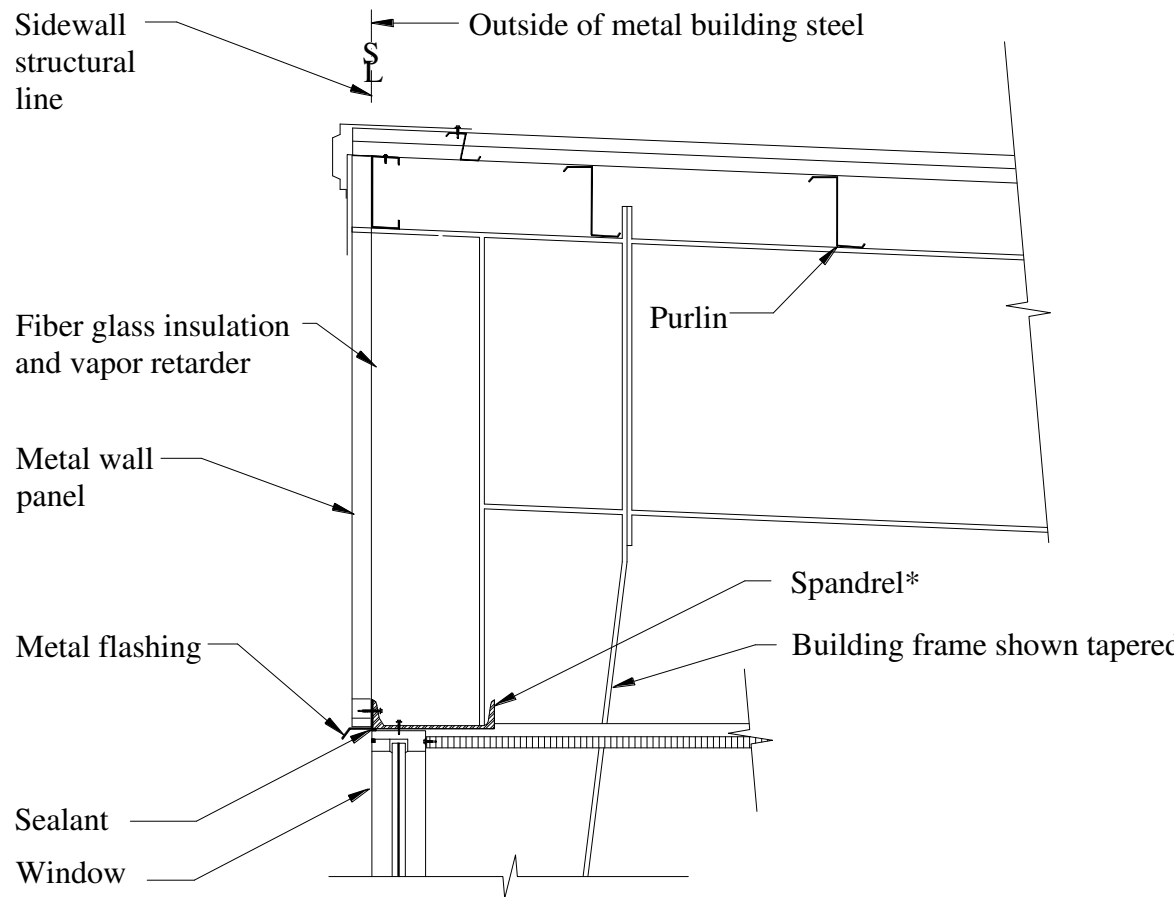 Sidewall
structural
line
Outside of metal building steel
SL
Fiber glass insulation
and vapor retarder
Purlin
Metal wall
panel
Spandrel*
Metal flashing
Building frame shown tapered
Sealant
Window